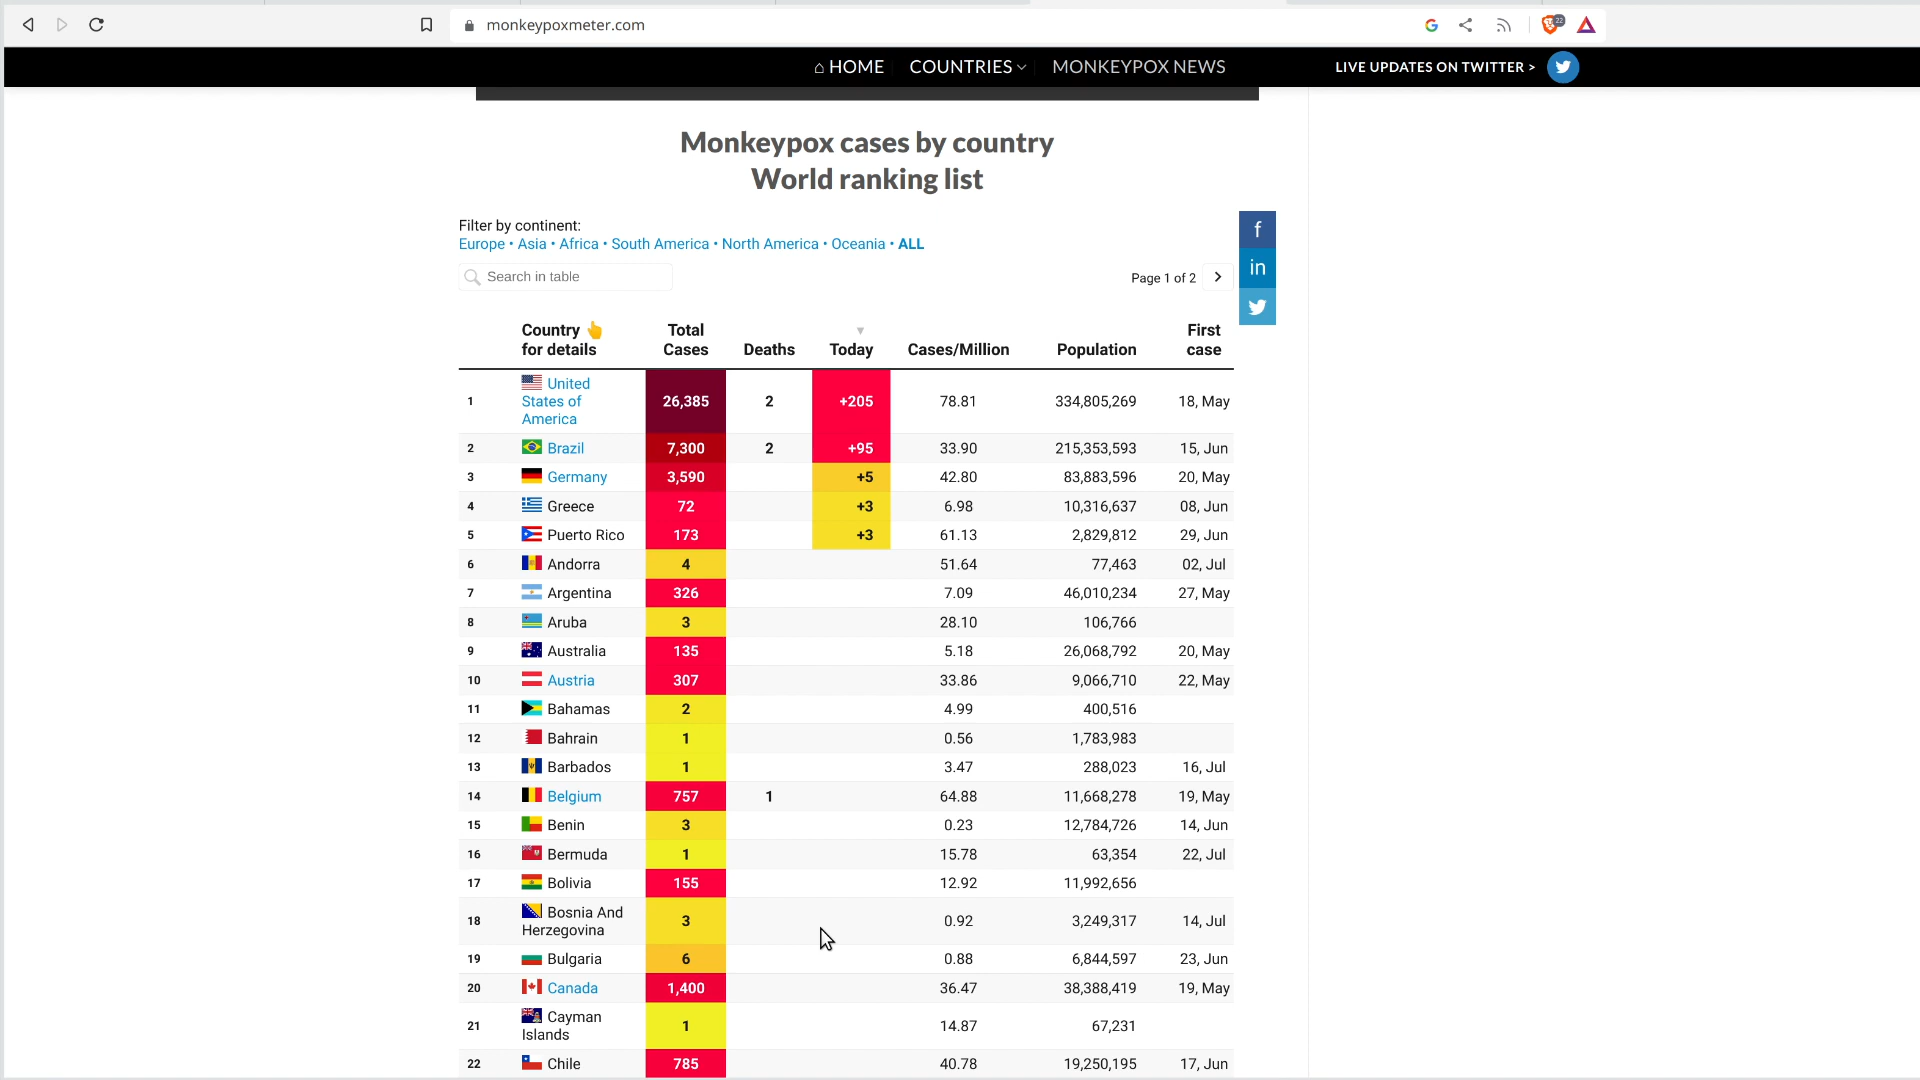 monkeypoxmeter.com
22
⌂ HOME COUNTRIES MONKEYPOX NEWS LIVE UPDATES ON TWITTER >
Monkeypox cases by country
World ranking list
Filter by continent:
Europe • Asia • Africa • South America • North America • Oceania • ALL
Search in table
Page 1 of 2 >
f
in
Country 👆 for details Total Cases Deaths Today Cases/Million Population First case
1 United States of America 26,385 2 +205 78.81 334,805,269 18, May
2 Brazil 7,300 2 +95 33.90 215,353,593 15, Jun
3 Germany 3,590 +5 42.80 83,883,596 20, May
4 Greece 72 +3 6.98 10,316,637 08, Jun
5 Puerto Rico 173 +3 61.13 2,829,812 29, Jun
6 Andorra 4 51.64 77,463 02, Jul
7 Argentina 326 7.09 46,010,234 27, May
8 Aruba 3 28.10 106,766
9 Australia 135 5.18 26,068,792 20, May
10 Austria 307 33.86 9,066,710 22, May
11 Bahamas 2 4.99 400,516
12 Bahrain 1 0.56 1,783,983
13 Barbados 1 3.47 288,023 16, Jul
14 Belgium 757 1 64.88 11,668,278 19, May
15 Benin 3 0.23 12,784,726 14, Jun
16 Bermuda 1 15.78 63,354 22, Jul
17 Bolivia 155 12.92 11,992,656
18 Bosnia And Herzegovina 3 0.92 3,249,317 14, Jul
19 Bulgaria 6 0.88 6,844,597 23, Jun
20 Canada 1,400 36.47 38,388,419 19, May
21 Cayman Islands 1 14.87 67,231
22 Chile 785 40.78 19,250,195 17, Jun